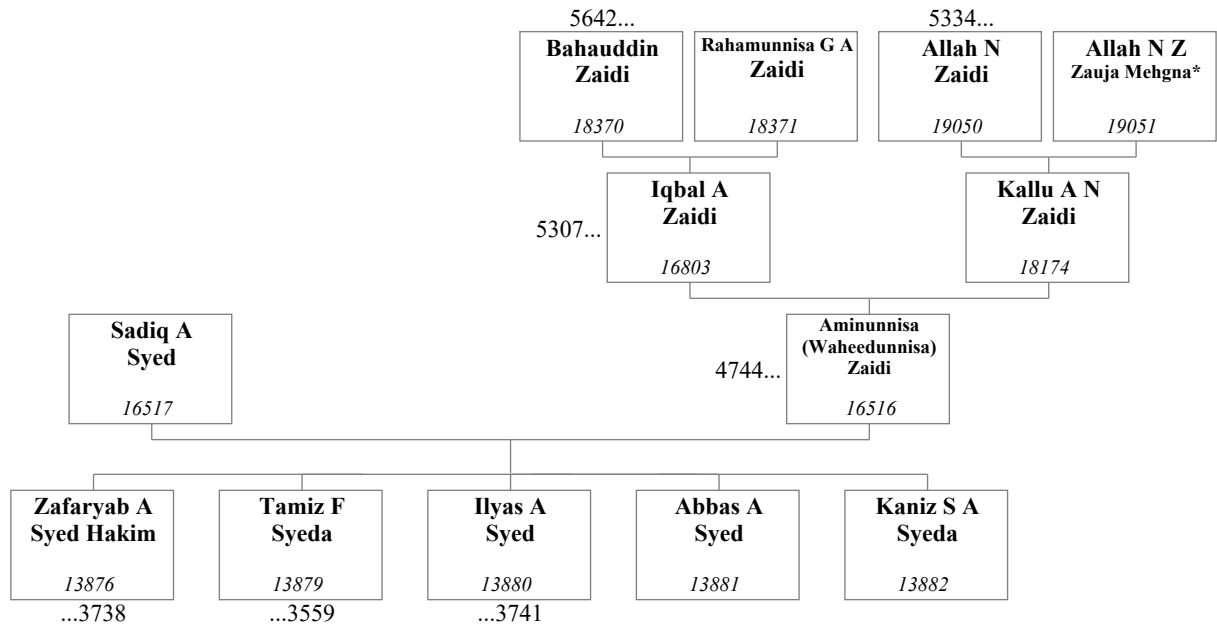 5642...
5334...
Bahauddin
Zaidi
18370
Rahamunnisa G A
Zaidi
18371
Allah N
Zaidi
19050
Allah N Z
Zauja Mehgna*
19051
5307...
Iqbal A
Zaidi
16803
Kallu A N
Zaidi
18174
Sadiq A
Syed
16517
4744...
Aminunnisa
(Waheedunnisa)
Zaidi
16516
Zafaryab A
Syed Hakim
13876
...3738
Tamiz F
Syeda
13879
...3559
Ilyas A
Syed
13880
...3741
Abbas A
Syed
13881
Kaniz S A
Syeda
13882